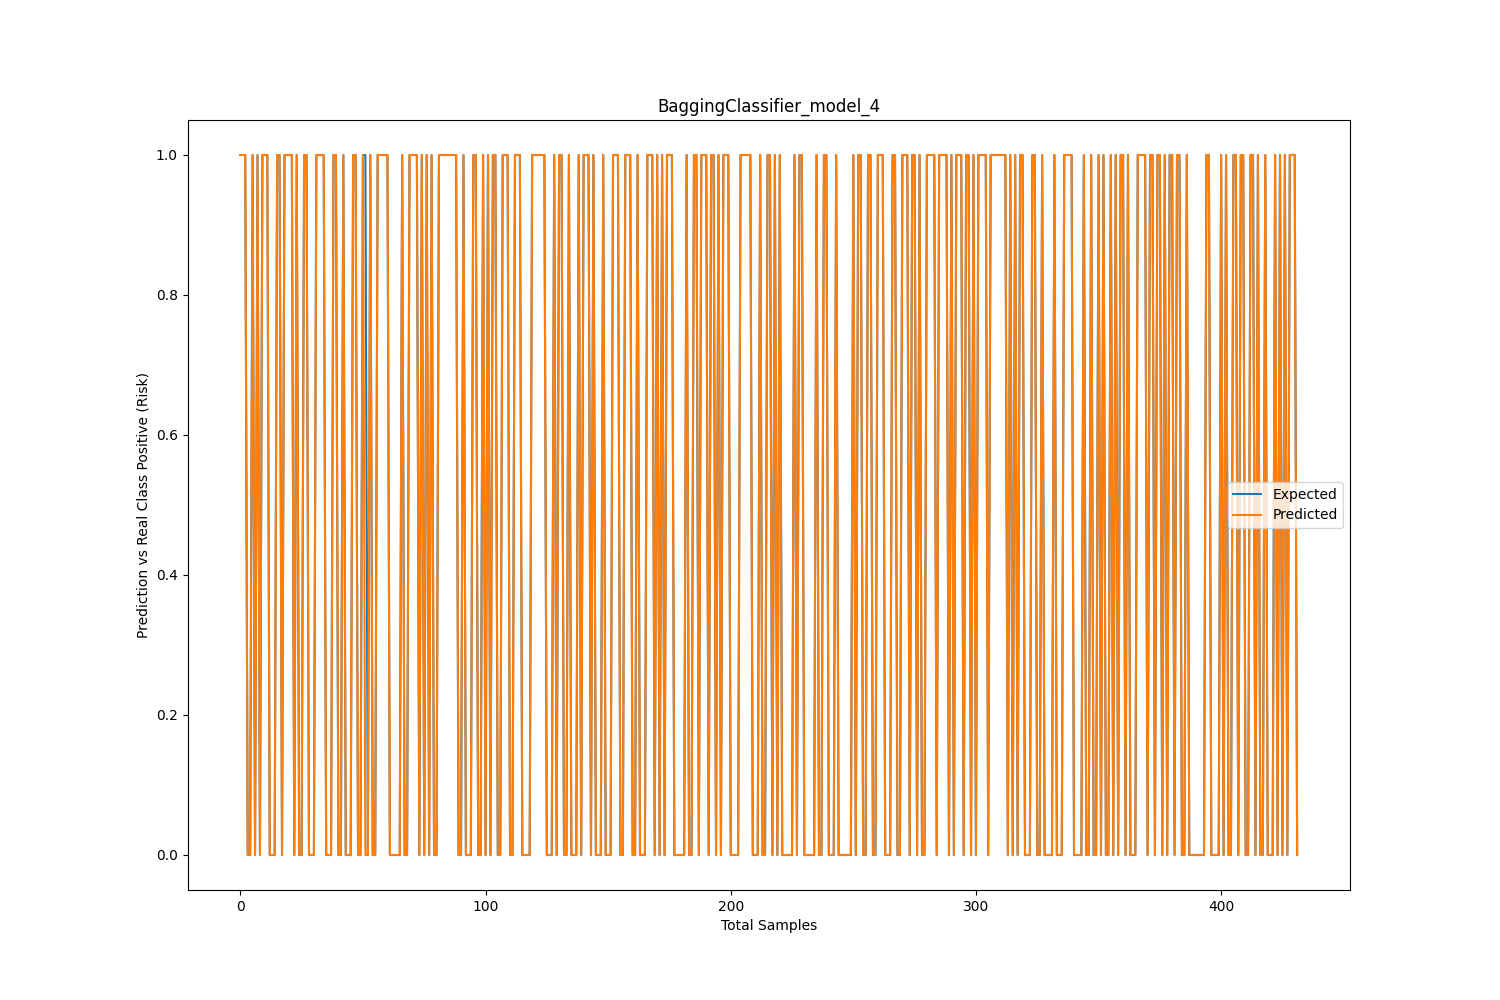 BaggingClassifier_model_4
1.0
0.8
0.6
0.4
0.2
0.0
Prediction vs Real Class Positive (Risk)
Expected
Predicted
0 100 200 300 400
Total Samples